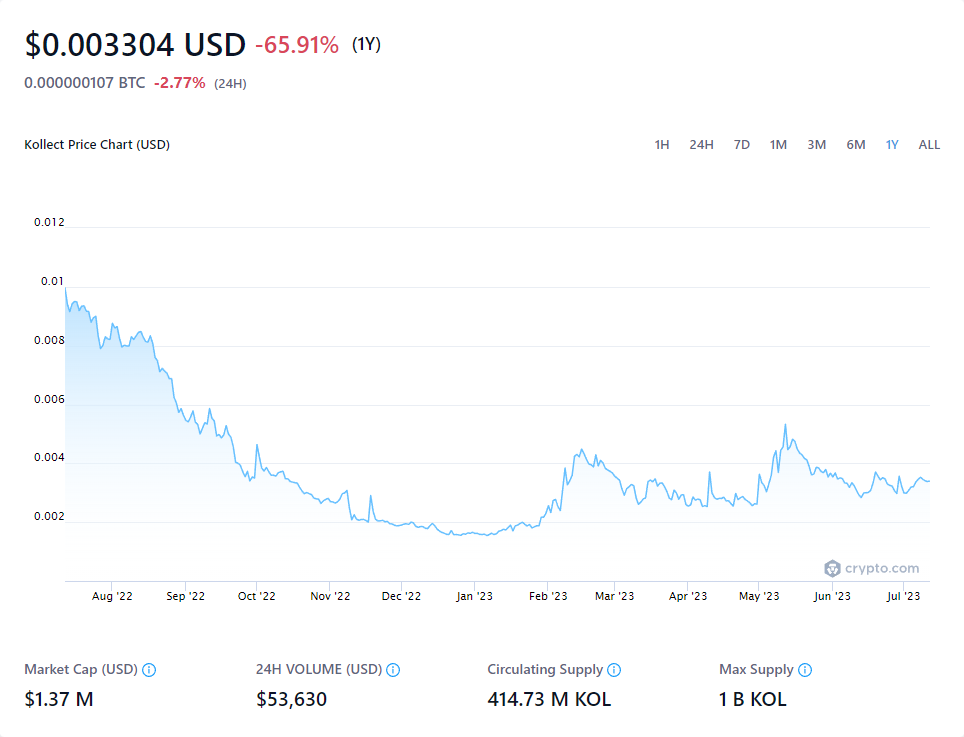 $0.003304 USD -65.91% (1Y)
0.000000107 BTC -2.77% (24H)
Kollect Price Chart (USD) 1H 24H 7D 1M 3M 6M 1Y ALL
0.012
0.01
0.008
0.006
0.004
0.002
crypto.com
Aug '22 Sep '22 Oct '22 Nov '22 Dec '22 Jan '23 Feb '23 Mar '23 Apr '23 May '23 Jun '23 Jul '23
Market Cap (USD) 24H VOLUME (USD) Circulating Supply Max Supply
$1.37 M $53,630 414.73 M KOL 1 B KOL